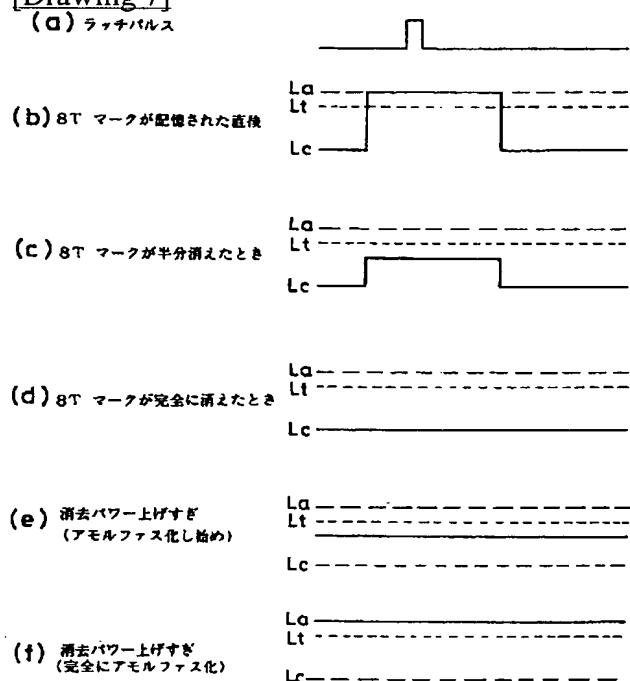 [Drawing 7]
(a) ラッチパルス
La
Lt
(b) 8T マークが記憶された直後
Lc
La
Lt
(c) 8T マークが半分消えたとき
Lc
La
Lt
(d) 8T マークが完全に消えたとき
Lc
La
(e) 消去パワー上げすぎ
Lt
(アモルファス化し始め)
Lc
La
Lt
(f) 消去パワー上げすぎ
(完全にアモルファス化)
Lc